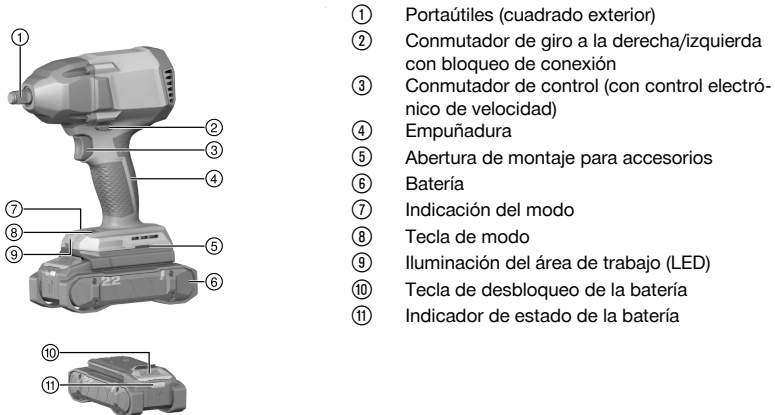 ①
②
③
④
⑤
⑥
⑦
⑧
⑨
22
⑩
⑪
① Portaútiles (cuadrado exterior)
② Conmutador de giro a la derecha/izquierda
con bloqueo de conexión
③ Conmutador de control (con control electró-
nico de velocidad)
④ Empuñadura
⑤ Abertura de montaje para accesorios
⑥ Batería
⑦ Indicación del modo
⑧ Tecla de modo
⑨ Iluminación del área de trabajo (LED)
⑩ Tecla de desbloqueo de la batería
⑪ Indicador de estado de la batería